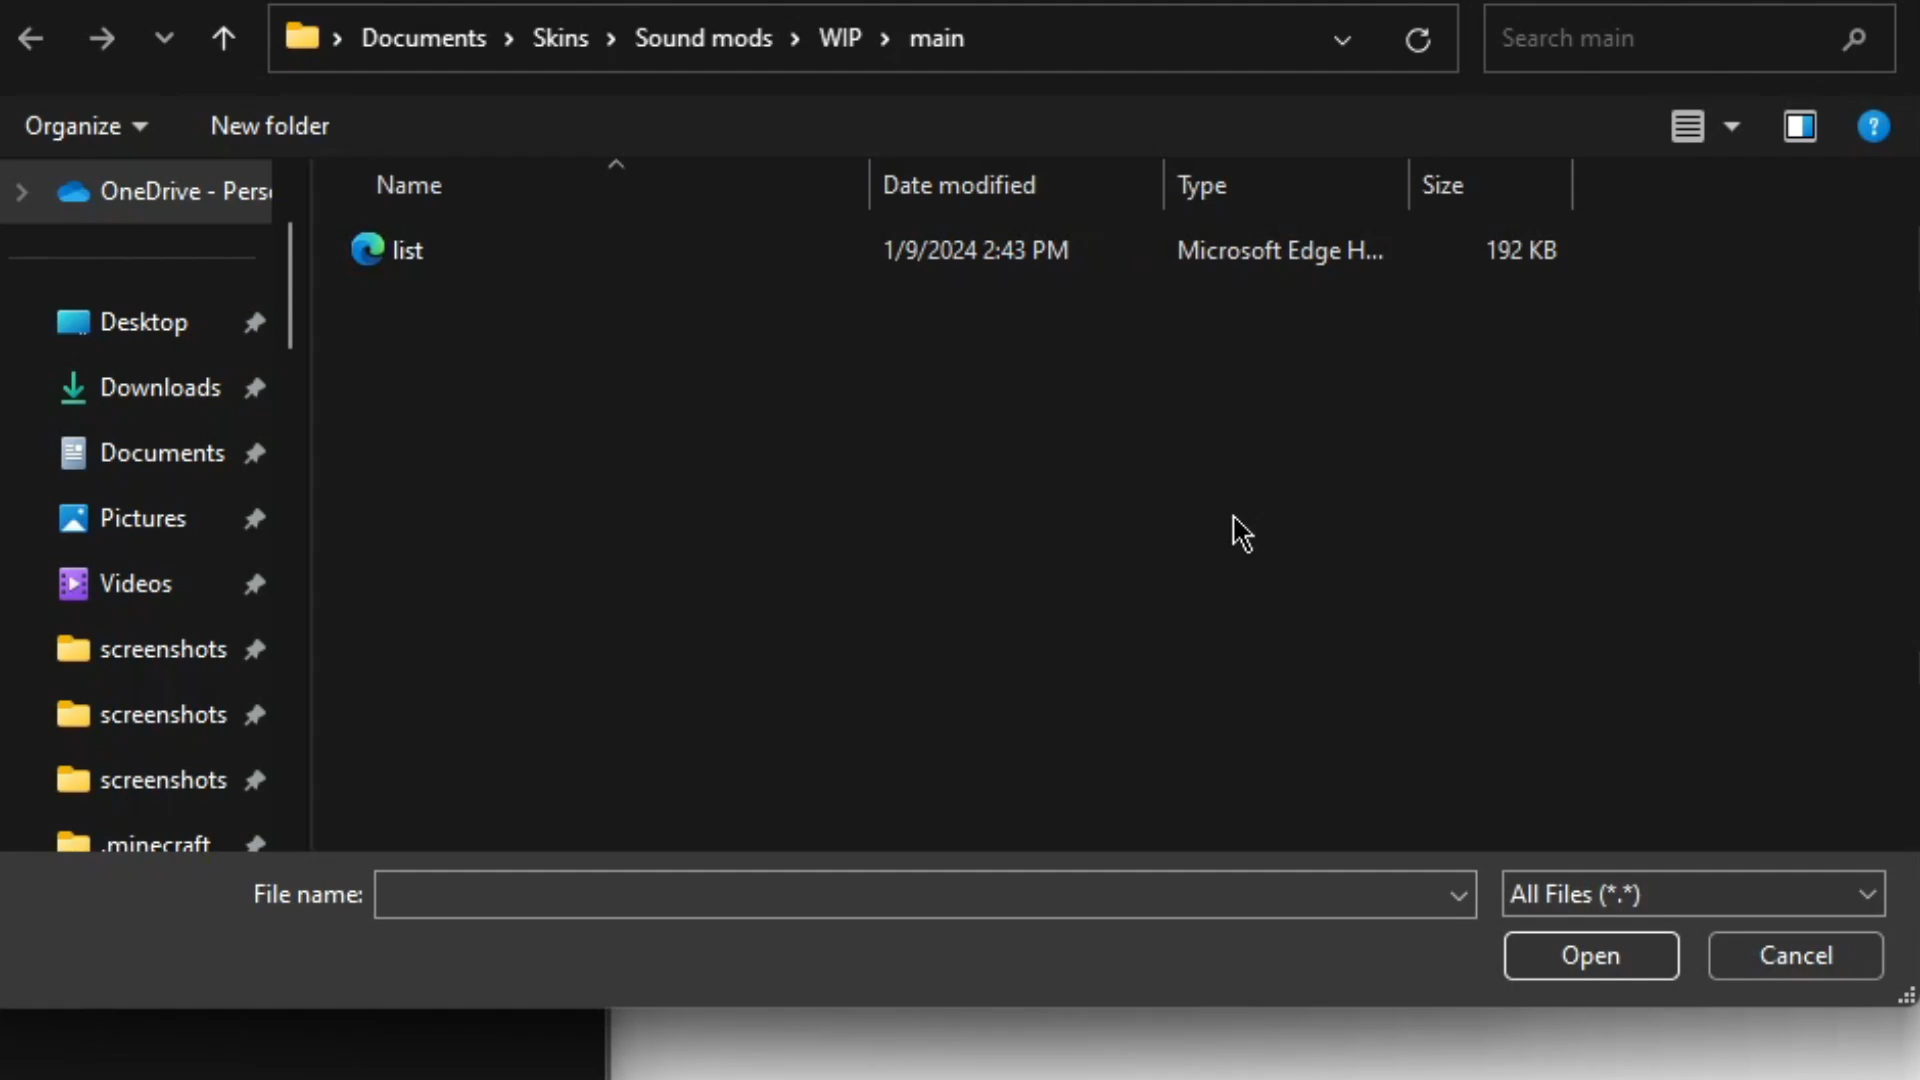 Documents > Skins > Sound mods > WIP > main
Search main
Organize
New folder
?
Name
Date modified
Type
Size
OneDrive - Pers
list
1/9/2024 2:43 PM
Microsoft Edge H...
192 KB
Desktop
Downloads
Documents
Pictures
Videos
screenshots
screenshots
screenshots
.minecraft
File name:
All Files (*.*)
Open
Cancel